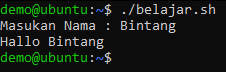 demo@ubuntu:~$ ./belajar.sh
Masukan Nama : Bintang
Hallo Bintang
demo@ubuntu:~$